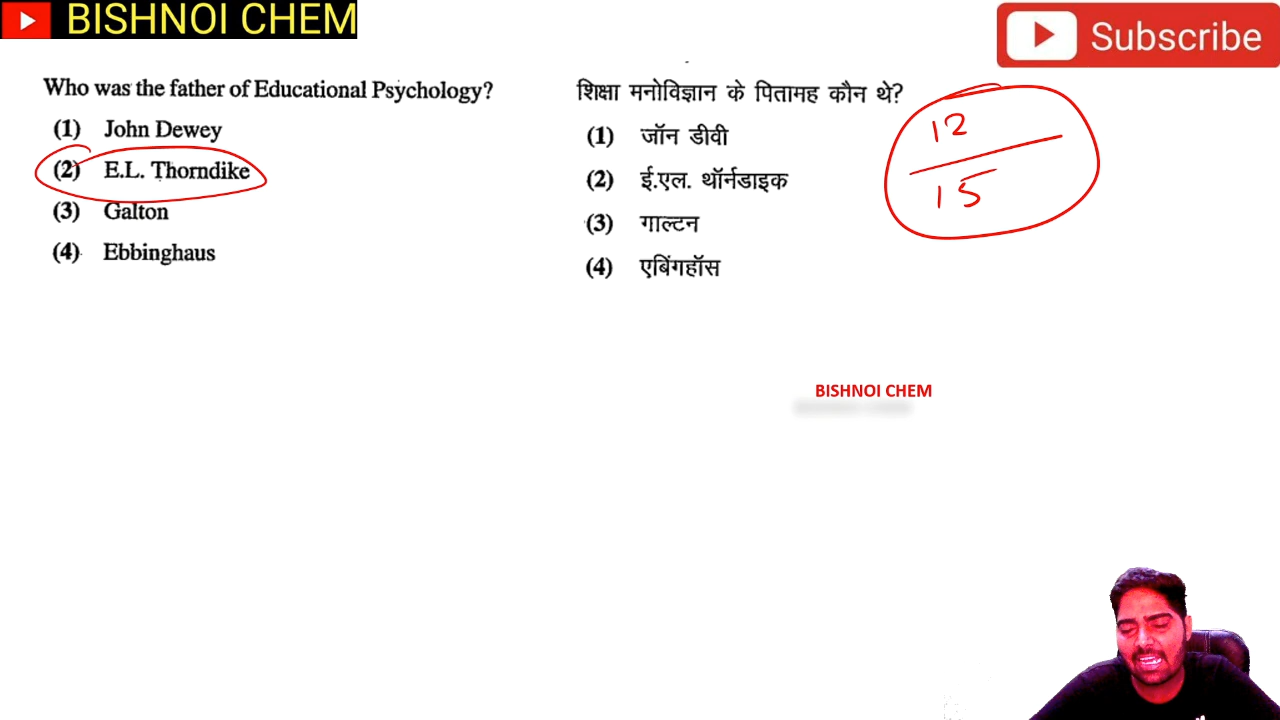 BISHNOI CHEM
Subscribe
Who was the father of Educational Psychology?
(1) John Dewey
(2) E.L. Thorndike
(3) Galton
(4) Ebbinghaus
शिक्षा मनोविज्ञान के पितामह कौन थे?
(1) जॉन डीवी
(2) ई.एल. थॉर्नडाइक
(3) गाल्टन
(4) एबिंगहॉस
12
15
BISHNOI CHEM